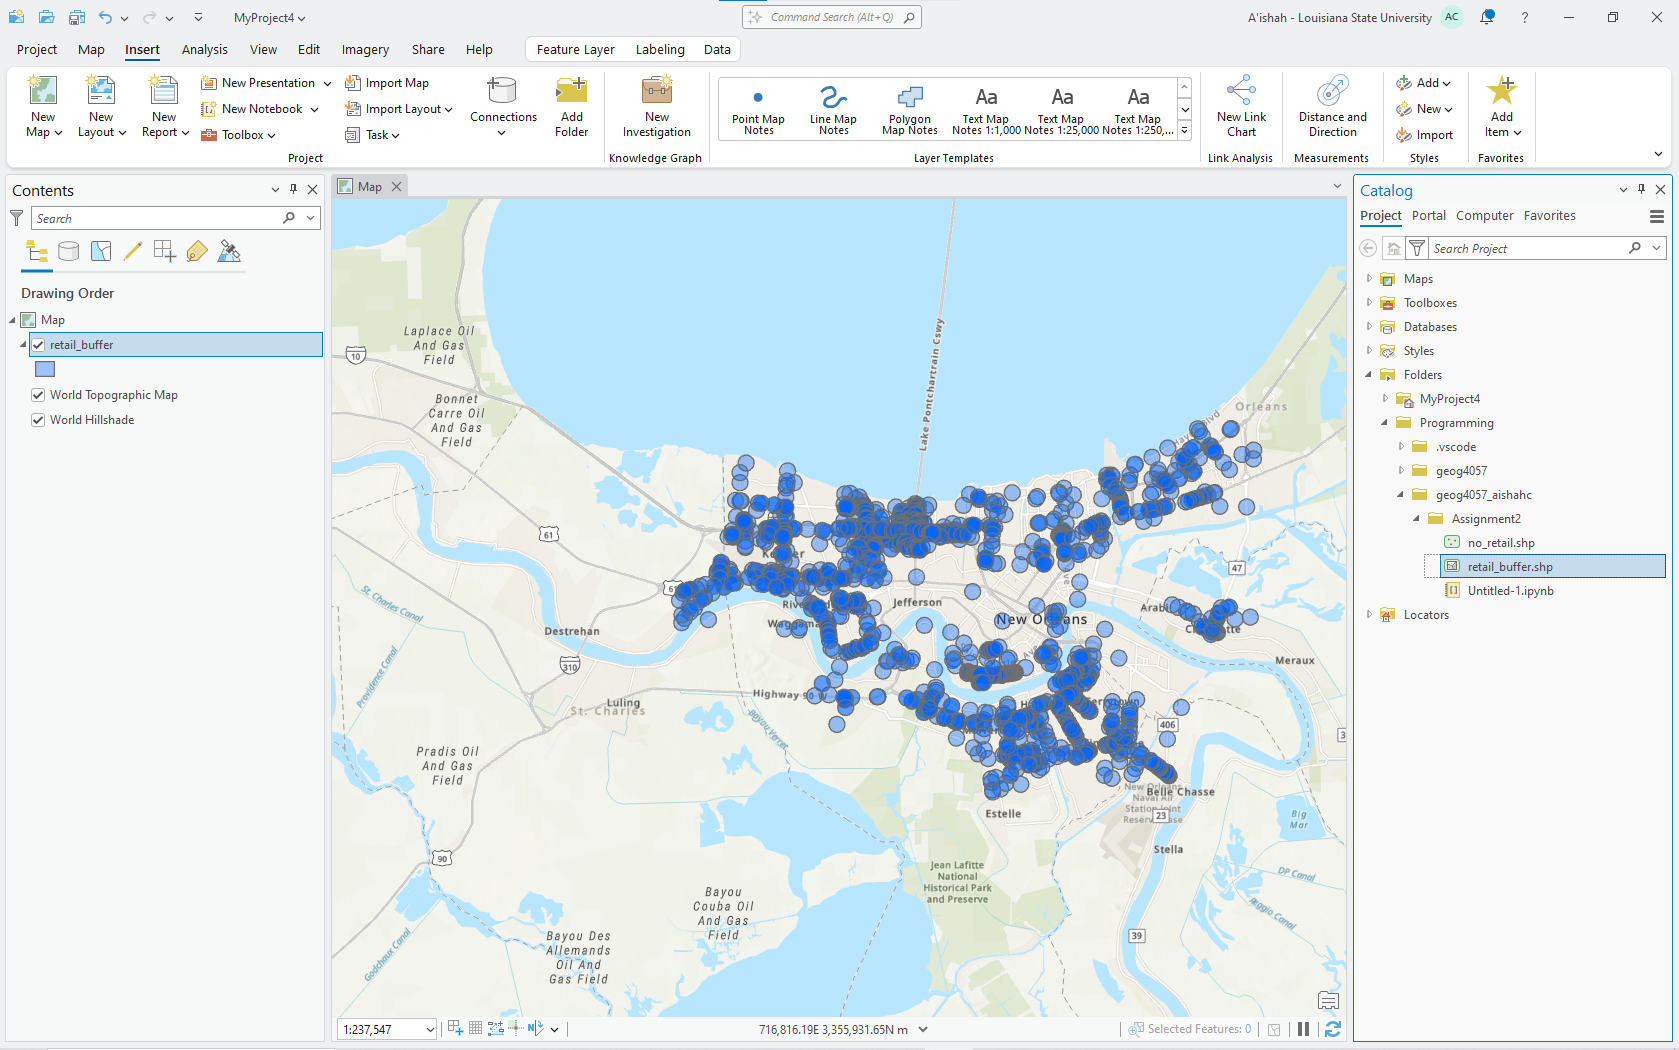 MyProject4
Command Search (Alt+Q)
A'ishah - Louisiana State University
AC
?
Project
Map
Insert
Analysis
View
Edit
Imagery
Share
Help
Feature Layer
Labeling
Data
New Map
New Layout
New Report
New Presentation
New Notebook
Toolbox
Import Map
Import Layout
Task
Connections
Add Folder
Project
New Investigation
Knowledge Graph
Point Map Notes
Line Map Notes
Polygon Map Notes
Aa
Text Map Notes 1:1,000
Aa
Text Map Notes 1:25,000
Aa
Text Map Notes 1:250,...
Layer Templates
New Link Chart
Link Analysis
Distance and Direction
Measurements
Add
New
Import
Styles
Add Item
Favorites
Contents
Search
Drawing Order
Map
retail_buffer
World Topographic Map
World Hillshade
Map
Laplace Oil
And Gas
Field
10
Bonnet
Carre Oil
And Gas
Field
Lake Pontchartrain Cswy
Orleans
61
47
St. Charles Canal
Jefferson
New Orleans
Destrehan
310
Providence Canal
Meraux
Highway 90 W
Luling
St. Charles
Bayou Verret
406
Pradis Oil
And Gas
Field
Belle Chasse
New Orleans
Naval Air
Station Joint
Reserve Base
Estelle
23
Big
Mar
Stella
90
Jean Lafitte
National
Historical Park
and Preserve
DP Canal
Bayou
Couba Oil
And Gas
Field
39
Bayou Des
Allemands
Oil And
Gas Field
Godchaux Canal
1:237,547
716,816.19E 3,355,931.65N m
Selected Features: 0
Catalog
Project
Portal
Computer
Favorites
Search Project
Maps
Toolboxes
Databases
Styles
Folders
MyProject4
Programming
.vscode
geog4057
geog4057_aishahc
Assignment2
no_retail.shp
retail_buffer.shp
Untitled-1.ipynb
Locators